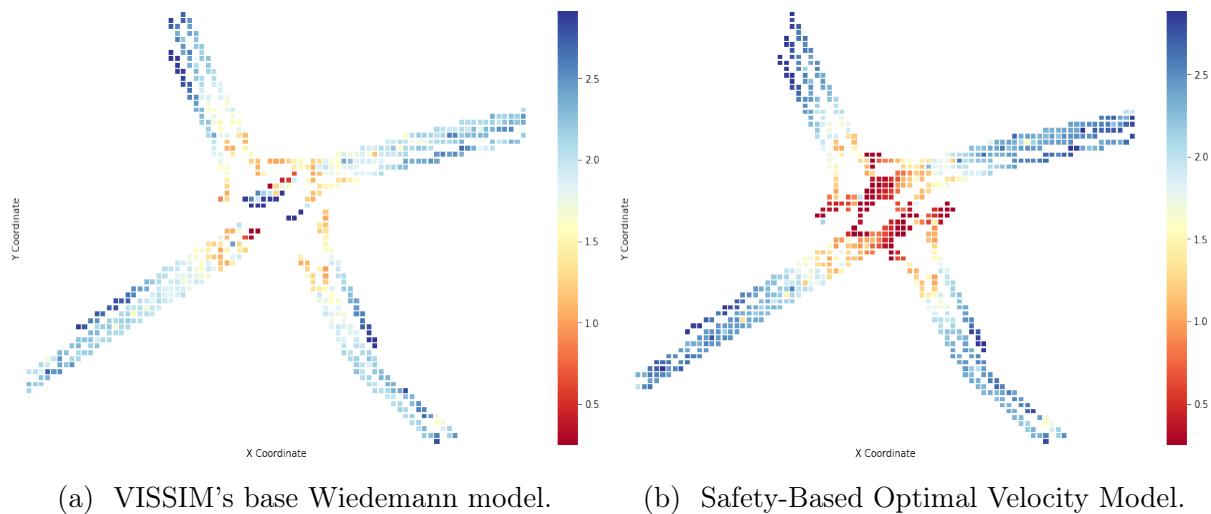 2.5
2.0
1.5
1.0
0.5
Y Coordinate
X Coordinate
2.5
2.0
1.5
1.0
0.5
Y Coordinate
X Coordinate
(a) VISSIM's base Wiedemann model.
(b) Safety-Based Optimal Velocity Model.